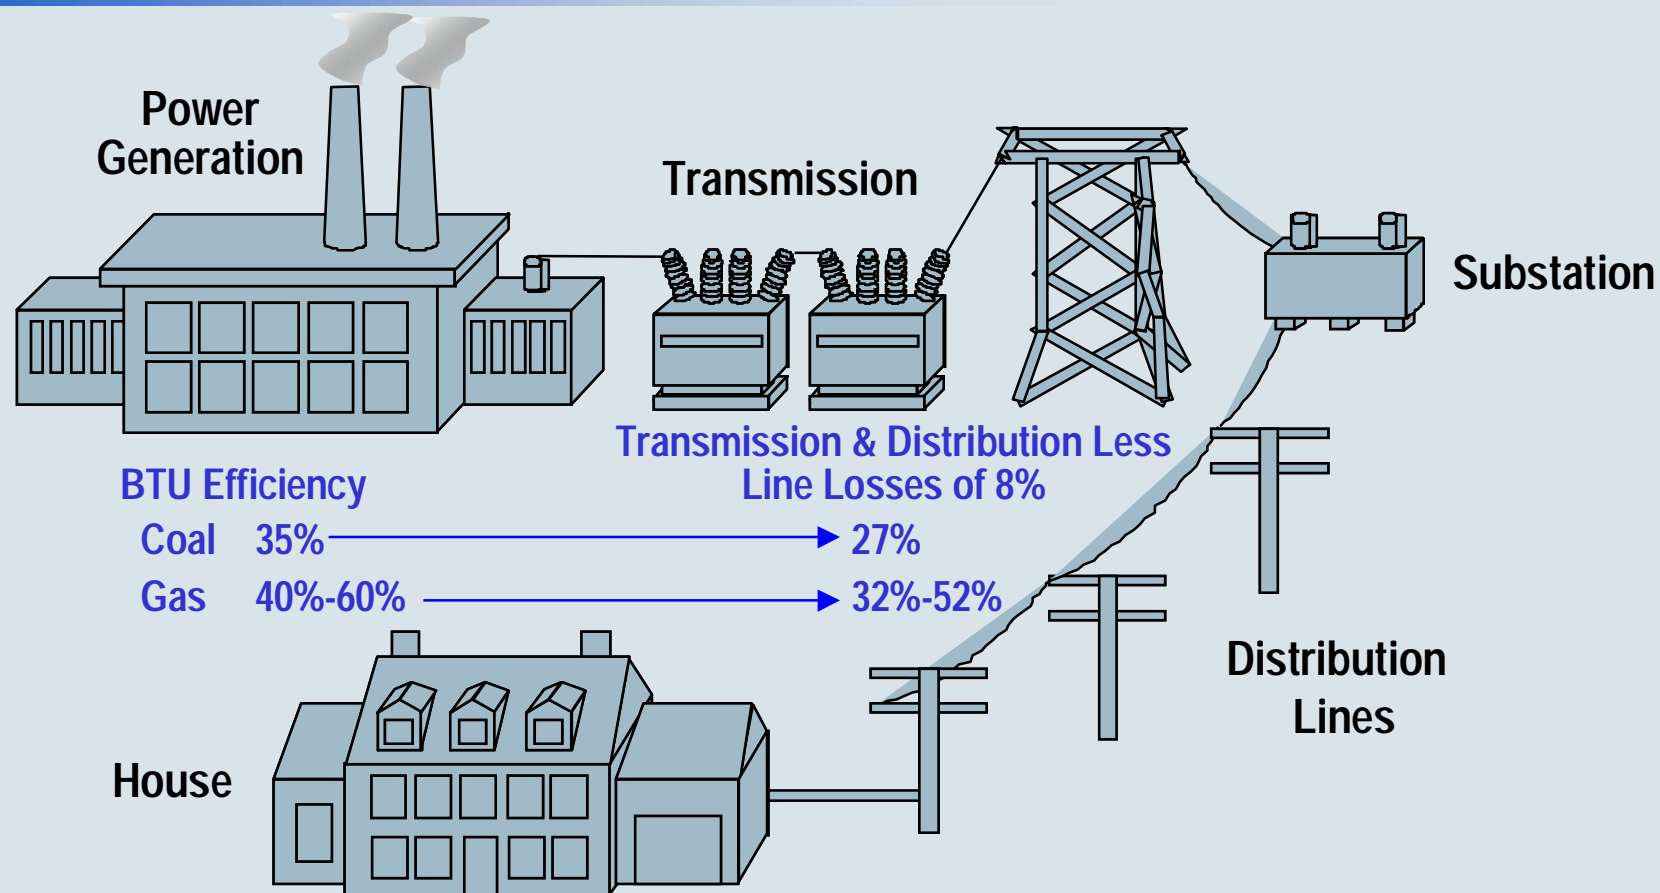 Power
Generation
Transmission
Substation
Transmission & Distribution Less
Line Losses of 8%
BTU Efficiency
Coal 35% 27%
Gas 40%-60% 32%-52%
Distribution
Lines
House